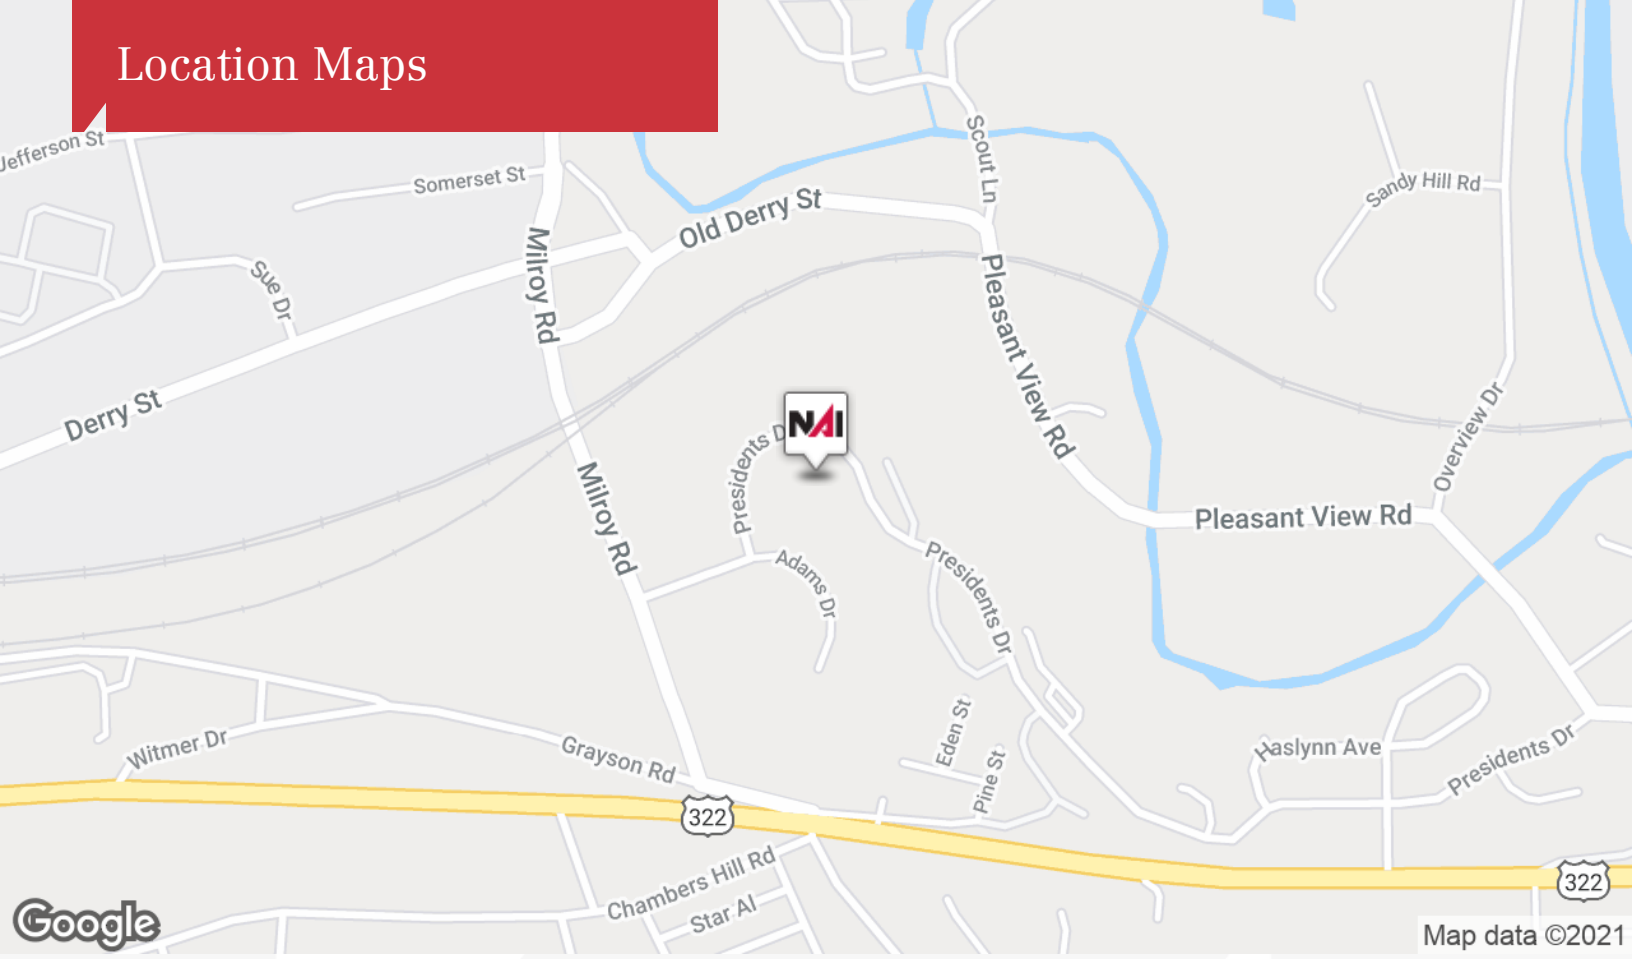 Location Maps
Jefferson St
Somerset St
Scout Ln
Sandy Hill Rd
Old Derry St
Milroy Rd
Sue Dr
Pleasant View Rd
Derry St
NAI
Presidents D
Overview Dr
Milroy Rd
Pleasant View Rd
Adams Dr
Presidents Dr
Witmer Dr
Grayson Rd
Eden St
Pine St
Haslynn Ave
Presidents Dr
322
322
Chambers Hill Rd
Star Al
Google
Map data ©2021